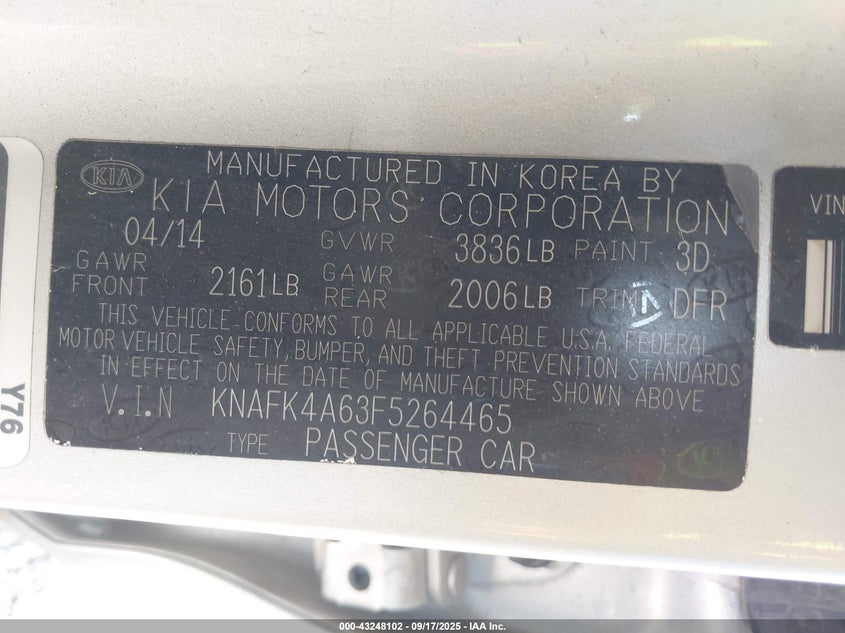 KIA
MANUFACTURED IN KOREA BY
KIA MOTORS CORPORATION
04/14 GVWR 3836LB PAINT 3D
GAWR FRONT 2161LB GAWR REAR 2006LB TRIM DFR
THIS VEHICLE CONFORMS TO ALL APPLICABLE U.S.A. FEDERAL
MOTOR VEHICLE SAFETY, BUMPER, AND THEFT PREVENTION STANDARDS
IN EFFECT ON THE DATE OF MANUFACTURE SHOWN ABOVE
V.I.N KNAFK4A63F5264465
TYPE PASSENGER CAR
Y76
VIN
000-43248102 - 09/17/2025 - IAA Inc.